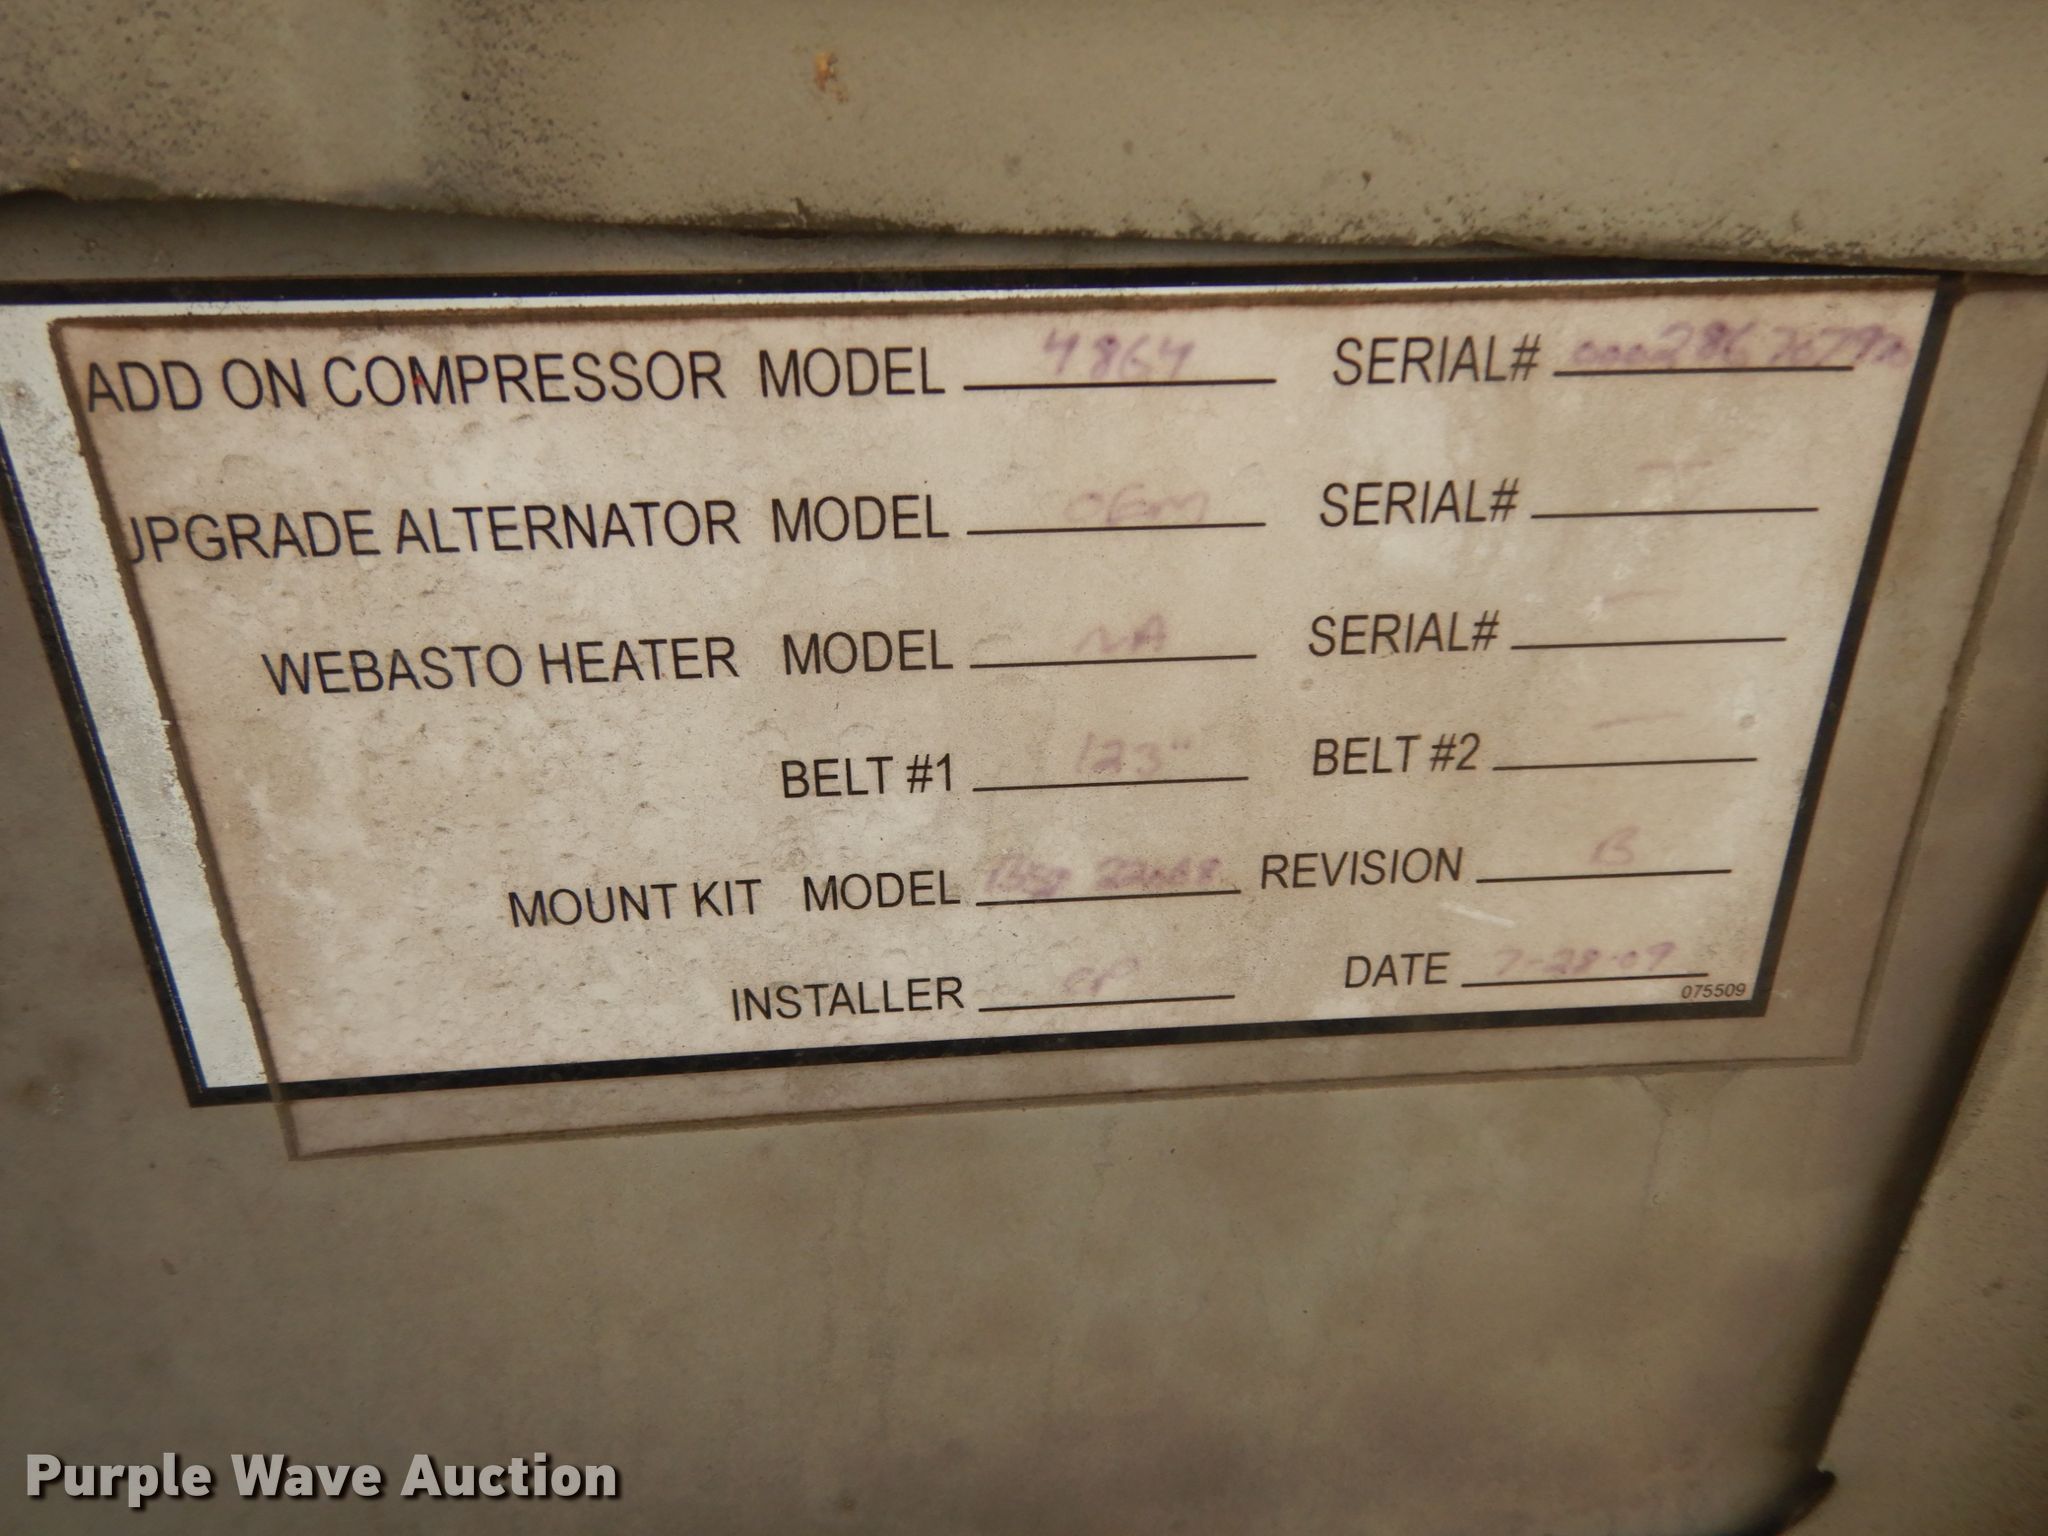 ADD ON COMPRESSOR MODEL 4864 SERIAL#
UPGRADE ALTERNATOR MODEL OEM SERIAL# —
WEBASTO HEATER MODEL NA SERIAL# —
BELT #1 123" BELT #2 —
MOUNT KIT MODEL REVISION B
INSTALLER DATE 7-28-09
075509
Purple Wave Auction